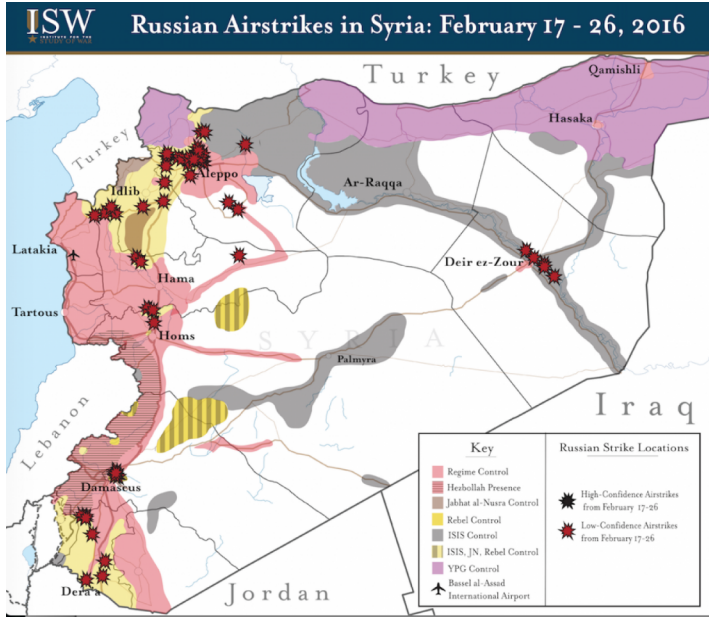 ISW
INSTITUTE FOR THE
STUDY OF WAR
Russian Airstrikes in Syria: February 17 - 26, 2016
Turkey
Qamishli
Hasaka
Turkey
Aleppo
Ar-Raqqa
Idlib
Latakia
Deir ez-Zour
Hama
Tartous
Homs
SYRIA
Palmyra
Lebanon
Iraq
Damascus
Dera'a
Jordan
Key
Regime Control
Hezbollah Presence
Jabhat al-Nusra Control
Rebel Control
ISIS Control
ISIS, JN, Rebel Control
YPG Control
Bassel al-Assad
International Airport
Russian Strike Locations
High-Confidence Airstrikes
from February 17-26
Low-Confidence Airstrikes
from February 17-26